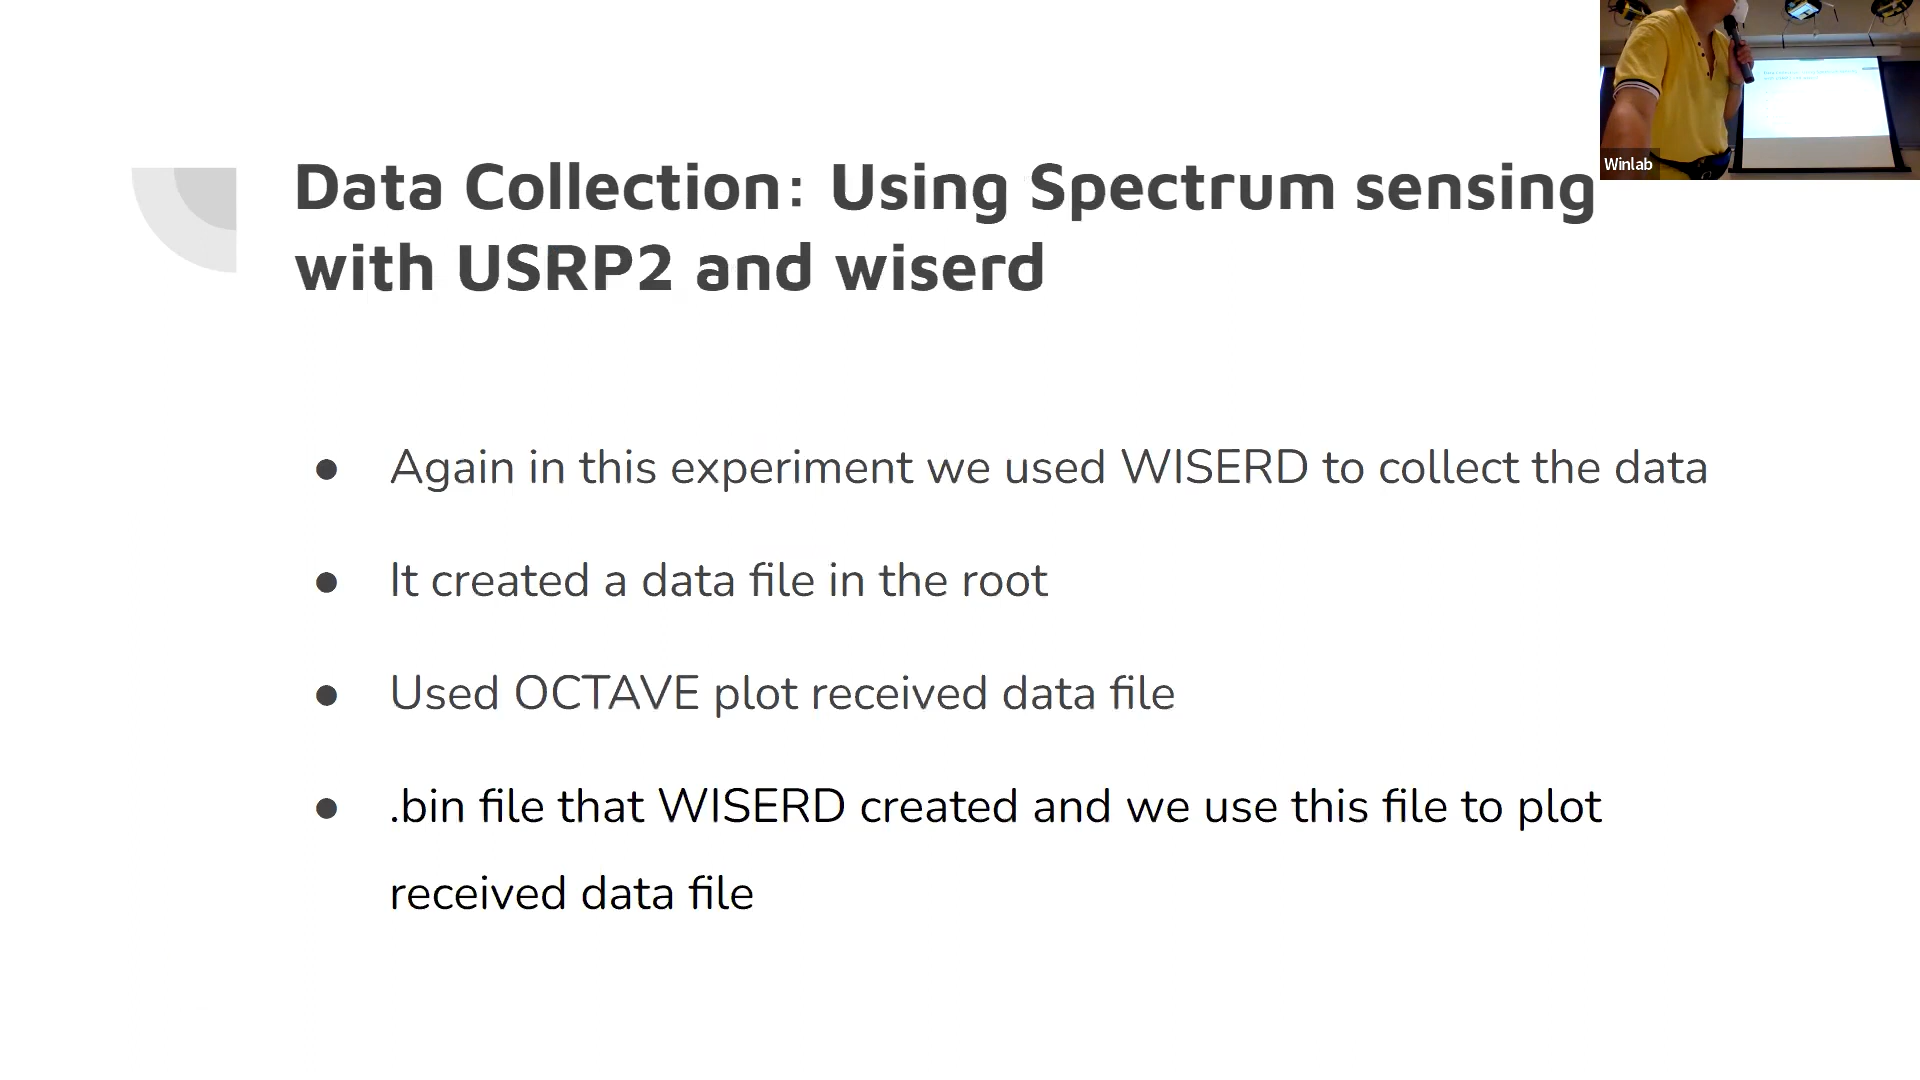 Data Collection: Using Spectrum sensing
with USRP2 and wiserd
Winlab
● Again in this experiment we used WISERD to collect the data
● It created a data file in the root
● Used OCTAVE plot received data file
● .bin file that WISERD created and we use this file to plot
received data file